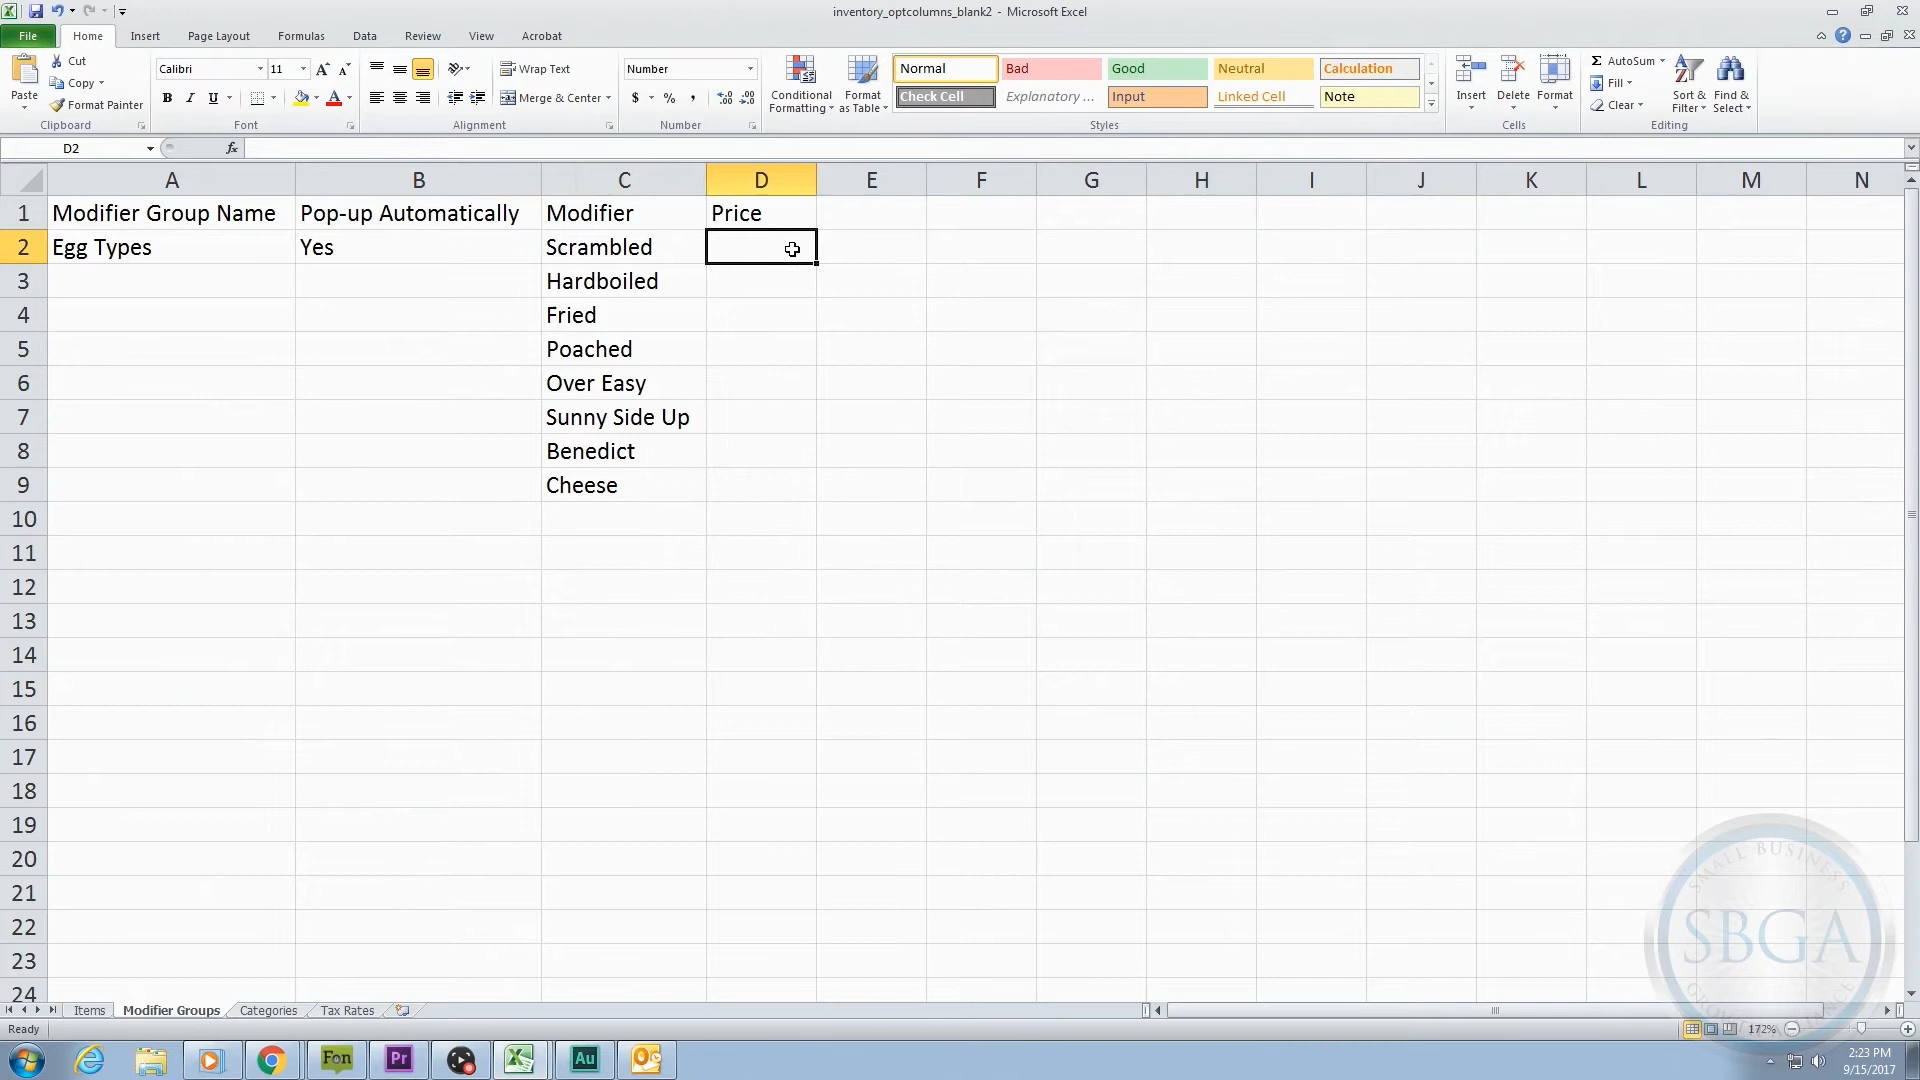 inventory_optcolumns_blank2 - Microsoft Excel
File Home Insert Page Layout Formulas Data Review View Acrobat
Paste
Cut
Copy
Format Painter
Clipboard
Calibri 11
B I U
Font
Wrap Text
Merge & Center
Alignment
Number
$ % ,
Number
Conditional Formatting
Format as Table
Normal Bad Good Neutral Calculation
Check Cell Explanatory ... Input Linked Cell Note
Styles
Insert Delete Format
Cells
Σ AutoSum
Fill
Clear
Sort & Filter
Find & Select
Editing
D2 fx
A B C D E F G H I J K L M N
1 Modifier Group Name Pop-up Automatically Modifier Price
2 Egg Types Yes Scrambled
3 Hardboiled
4 Fried
5 Poached
6 Over Easy
7 Sunny Side Up
8 Benedict
9 Cheese
10
11
12
13
14
15
16
17
18
19
20
21
22
23
24
SMALL BUSINESS
SBGA
GROWTH ALLIANCE
Items Modifier Groups Categories Tax Rates
Ready 172%
Fon Pr Au
2:23 PM
9/15/2017